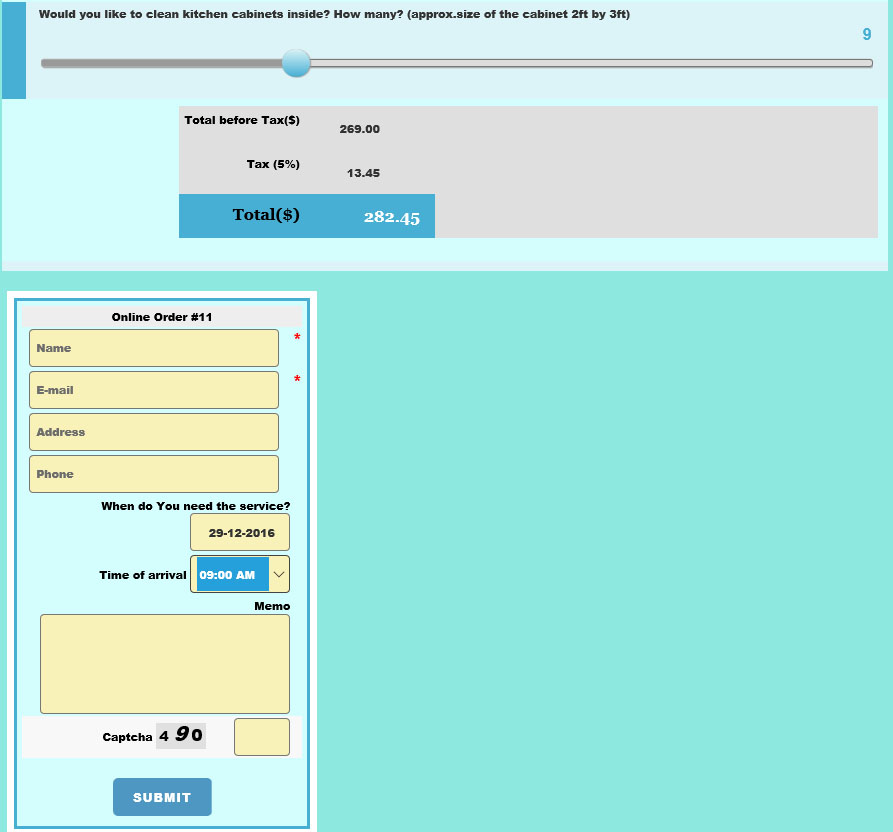 Would you like to clean kitchen cabinets inside? How many? (approx.size of the cabinet 2ft by 3ft)
9
Total before Tax($)
269.00
Tax (5%)
13.45
Total($) 282.45
Online Order #11
Name *
E-mail *
Address
Phone
When do You need the service?
29-12-2016
Time of arrival 09:00 AM
Memo
Captcha 4 9 0
SUBMIT